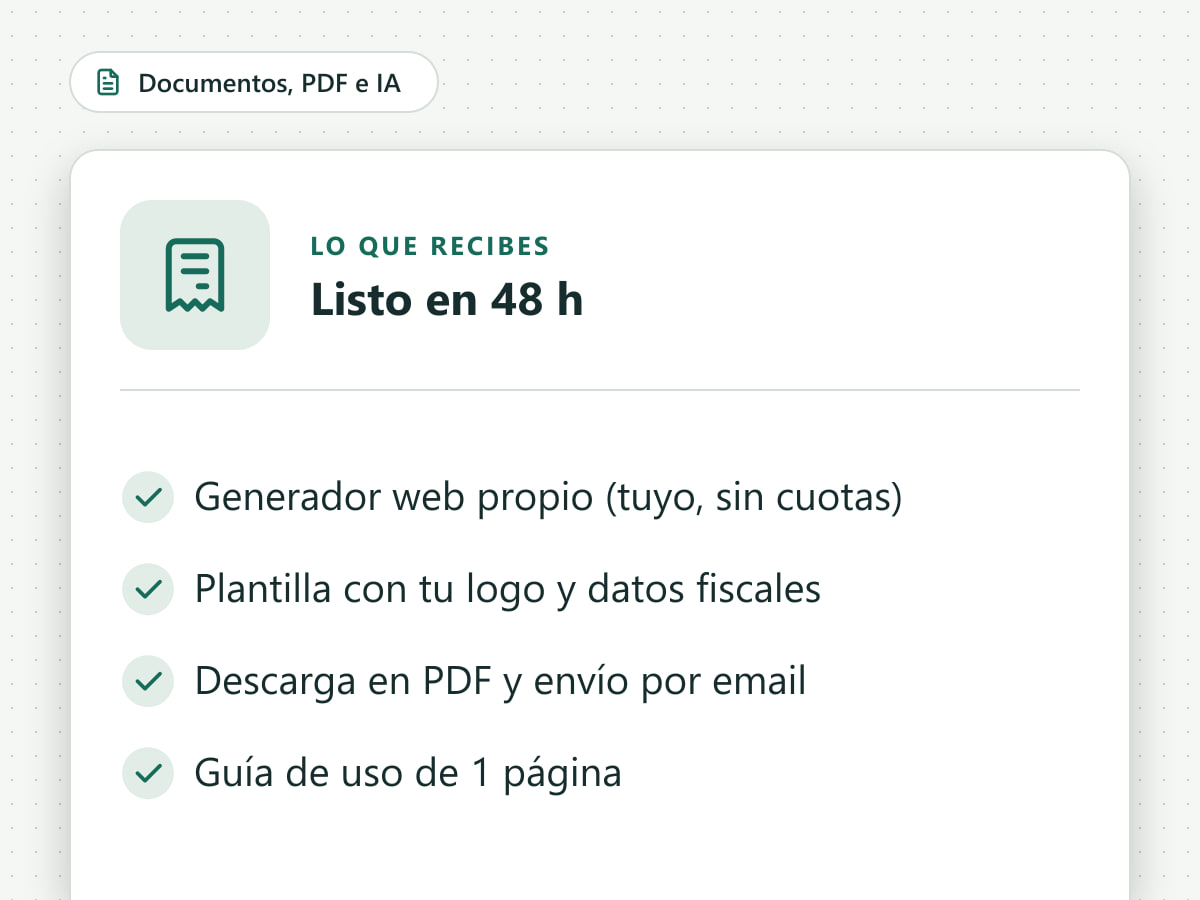 Documentos, PDF e IA
LO QUE RECIBES
Listo en 48 h
Generador web propio (tuyo, sin cuotas)
Plantilla con tu logo y datos fiscales
Descarga en PDF y envío por email
Guía de uso de 1 página